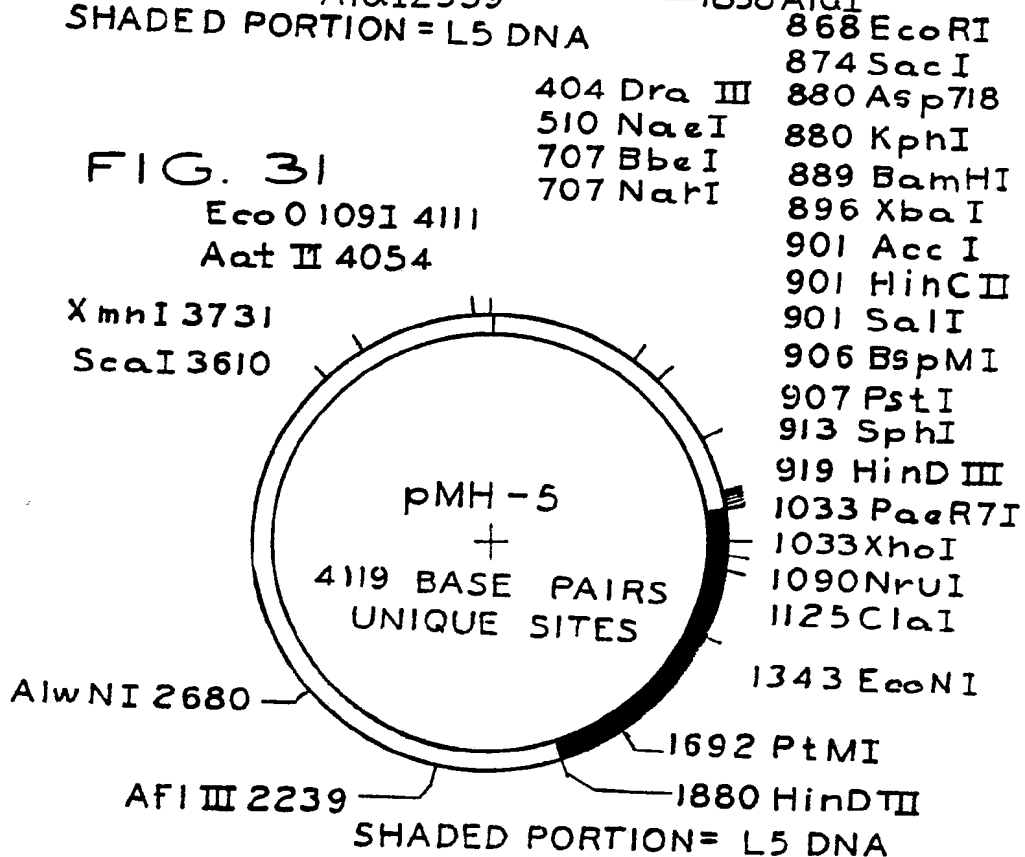 SHADED PORTION = L5 DNA
868 EcoRI
874 SacI
404 Dra III
880 Asp718
510 NaeI
880 KphI
707 BbeI
889 BamHI
707 NarI
896 XbaI
FIG. 31
Eco 0 109I 4111
901 Acc I
Aat II 4054
901 HinCII
XmnI 3731
901 SalI
ScaI 3610
906 BSpMI
907 PstI
913 SphI
919 HinD III
pMH-5
1033 PaeR7I
1033 XhoI
4119 BASE PAIRS
1090 NruI
UNIQUE SITES
1125 ClaI
1343 EcoNI
AlwNI 2680
1692 PtMI
AflIII 2239
1880 HinDIII
SHADED PORTION= L5 DNA